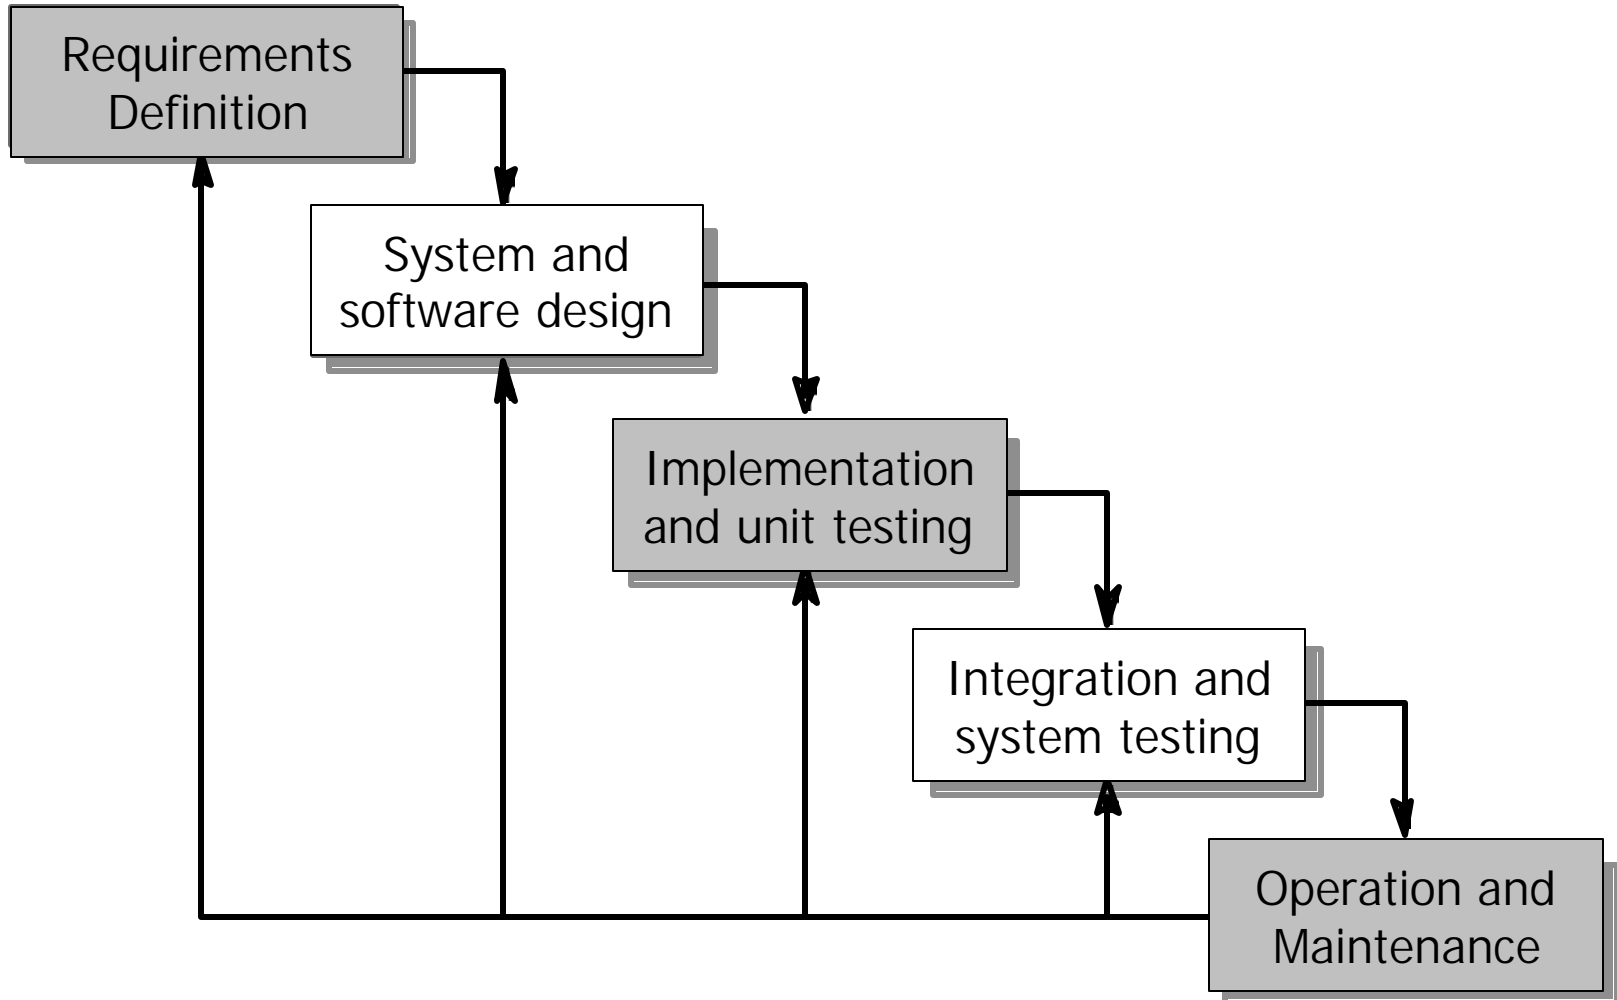 Requirements
Definition
System and
software design
Implementation
and unit testing
Integration and
system testing
Operation and
Maintenance